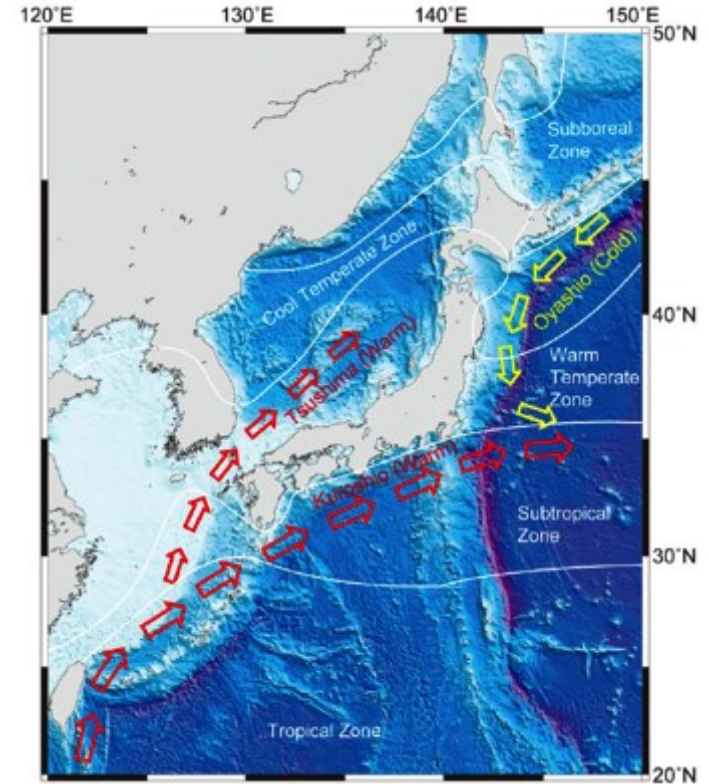 120˚E
130˚E
140˚E
150˚E
50˚N
Subboreal
Zone
Cool Temperate Zone
Oyashio (Cold)
40˚N
Tsushima (Warm)
Warm
Temperate
Zone
Kuroshio (Warm)
Subtropical
Zone
30˚N
Tropical Zone
20˚N